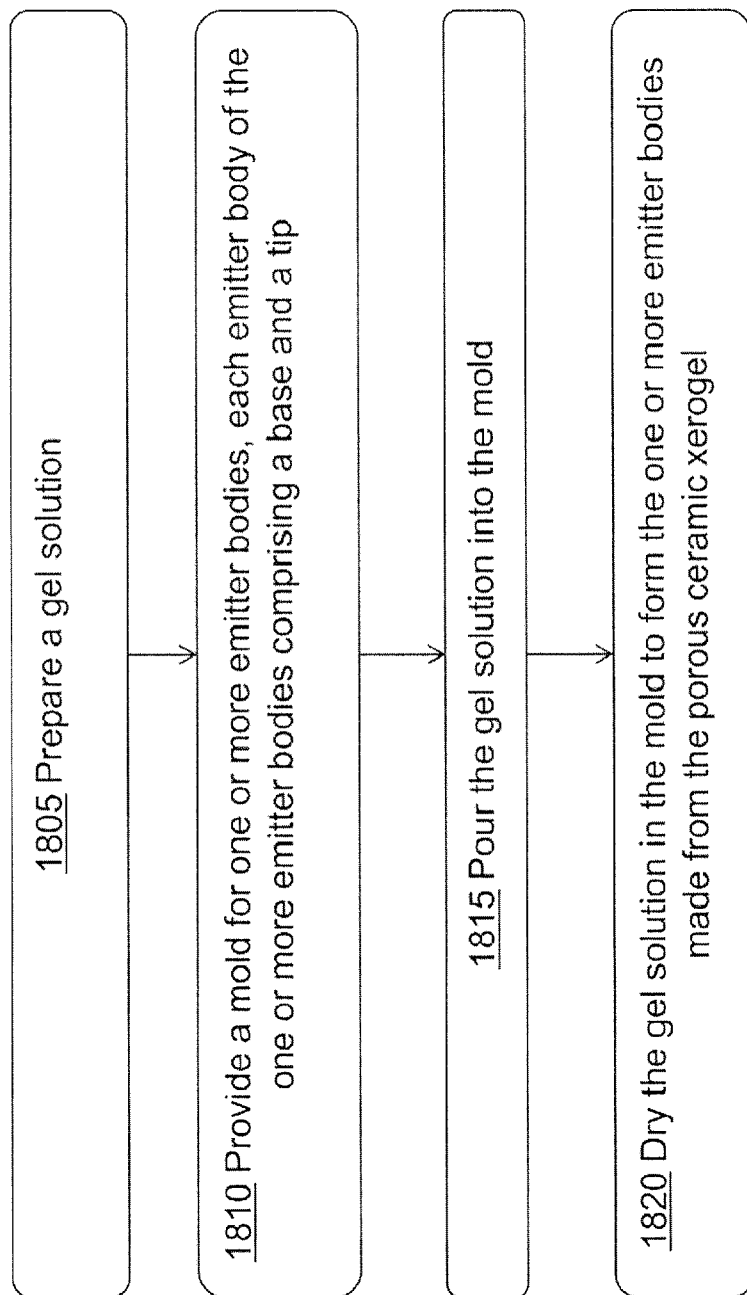 1805 Prepare a gel solution
1810 Provide a mold for one or more emitter bodies, each emitter body of the
one or more emitter bodies comprising a base and a tip
1815 Pour the gel solution into the mold
1820 Dry the gel solution in the mold to form the one or more emitter bodies
made from the porous ceramic xerogel